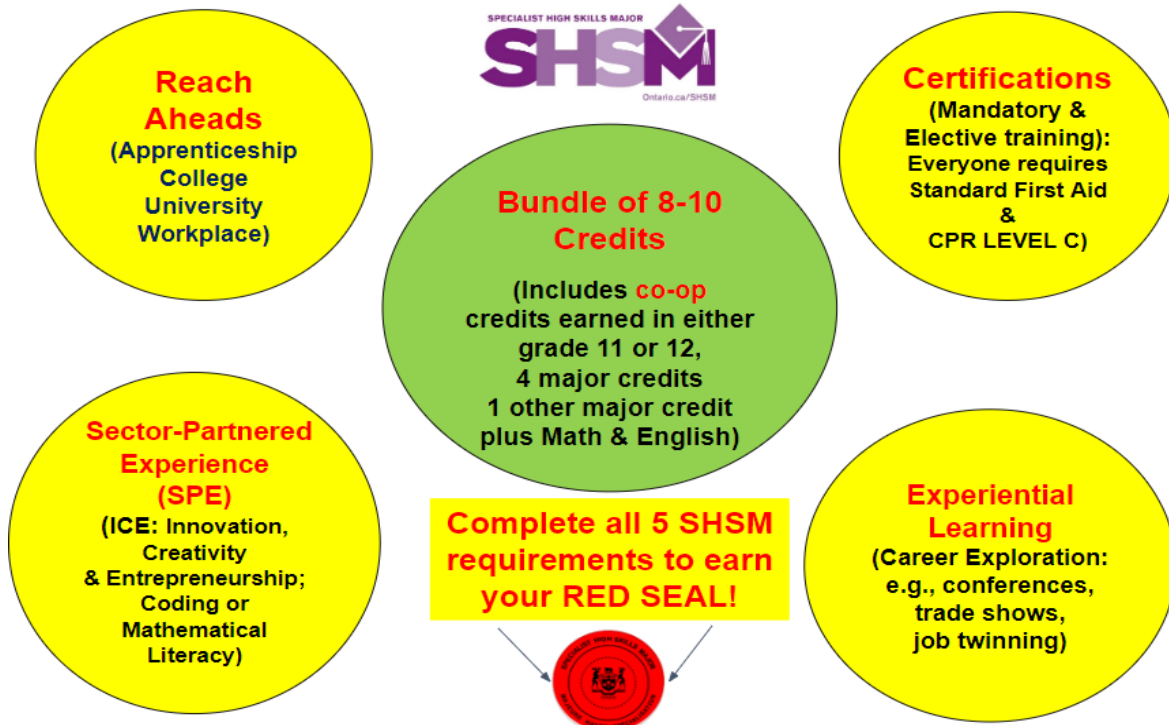 SPECIALIST HIGH SKILLS MAJOR
SHSM
Ontario.ca/SHSM
Reach
Aheads
(Apprenticeship
College
University
Workplace)
Certifications
(Mandatory &
Elective training):
Everyone requires
Standard First Aid
&
CPR LEVEL C)
Bundle of 8-10
Credits
(Includes co-op
credits earned in either
grade 11 or 12,
4 major credits
1 other major credit
plus Math & English)
Sector-Partnered
Experience
(SPE)
(ICE: Innovation,
Creativity
& Entrepreneurship;
Coding or
Mathematical
Literacy)
Complete all 5 SHSM
requirements to earn
your RED SEAL!
Experiential
Learning
(Career Exploration:
e.g., conferences,
trade shows,
job twinning)
SPECIALIST HIGH SKILLS MAJOR